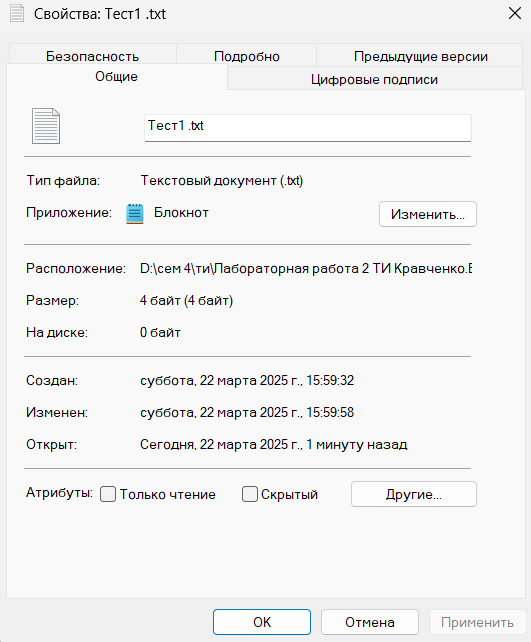 Свойства: Тест1 .txt
Безопасность Подробно Предыдущие версии
Общие Цифровые подписи
Тест1 .txt
Тип файла: Текстовый документ (.txt)
Приложение: Блокнот Изменить...
Расположение: D:\сем 4\ти\Лабораторная работа 2 ТИ Кравченко.Е
Размер: 4 байт (4 байт)
На диске: 0 байт
Создан: суббота, 22 марта 2025 г., 15:59:32
Изменен: суббота, 22 марта 2025 г., 15:59:58
Открыт: Сегодня, 22 марта 2025 г., 1 минуту назад
Атрибуты: Только чтение Скрытый Другие...
ОК Отмена Применить